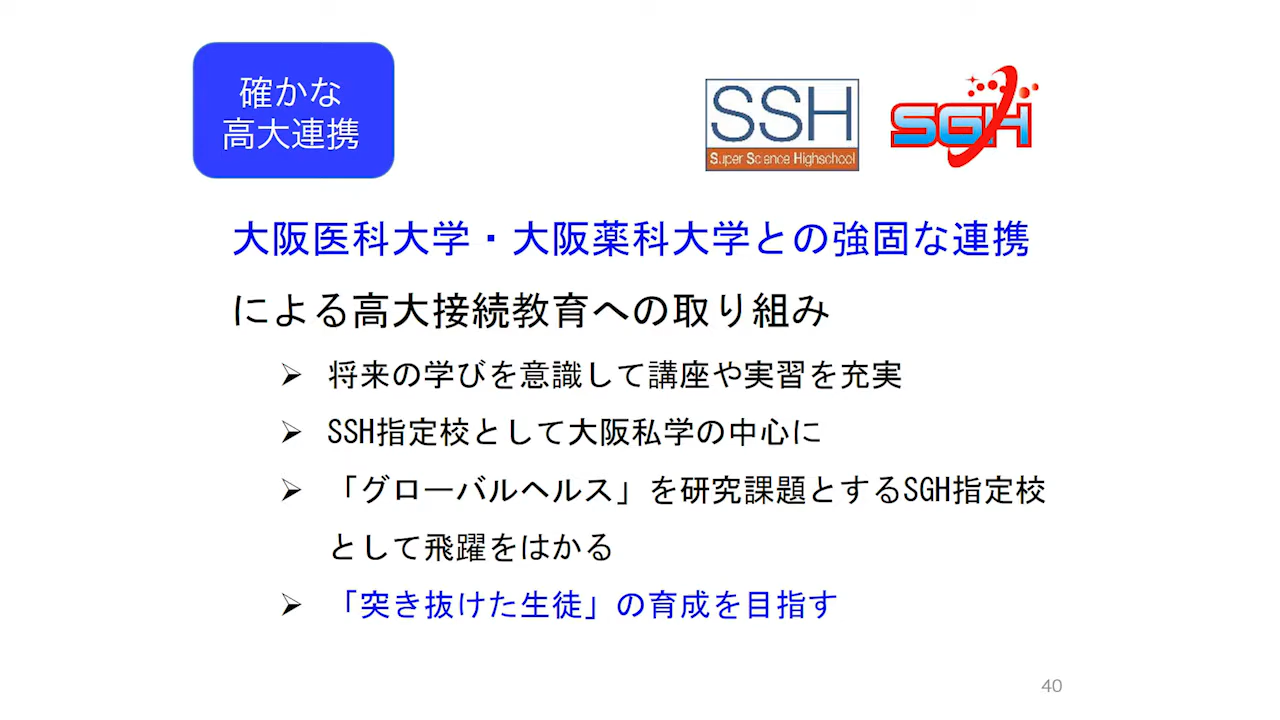 確かな
高大連携
SSH
Super Science Highschool
SGH
大阪医科大学・大阪薬科大学との強固な連携
による高大接続教育への取り組み
➢ 将来の学びを意識して講座や実習を充実
➢ SSH指定校として大阪私学の中心に
➢ 「グローバルヘルス」を研究課題とするSGH指定校
として飛躍をはかる
➢ 「突き抜けた生徒」の育成を目指す
40